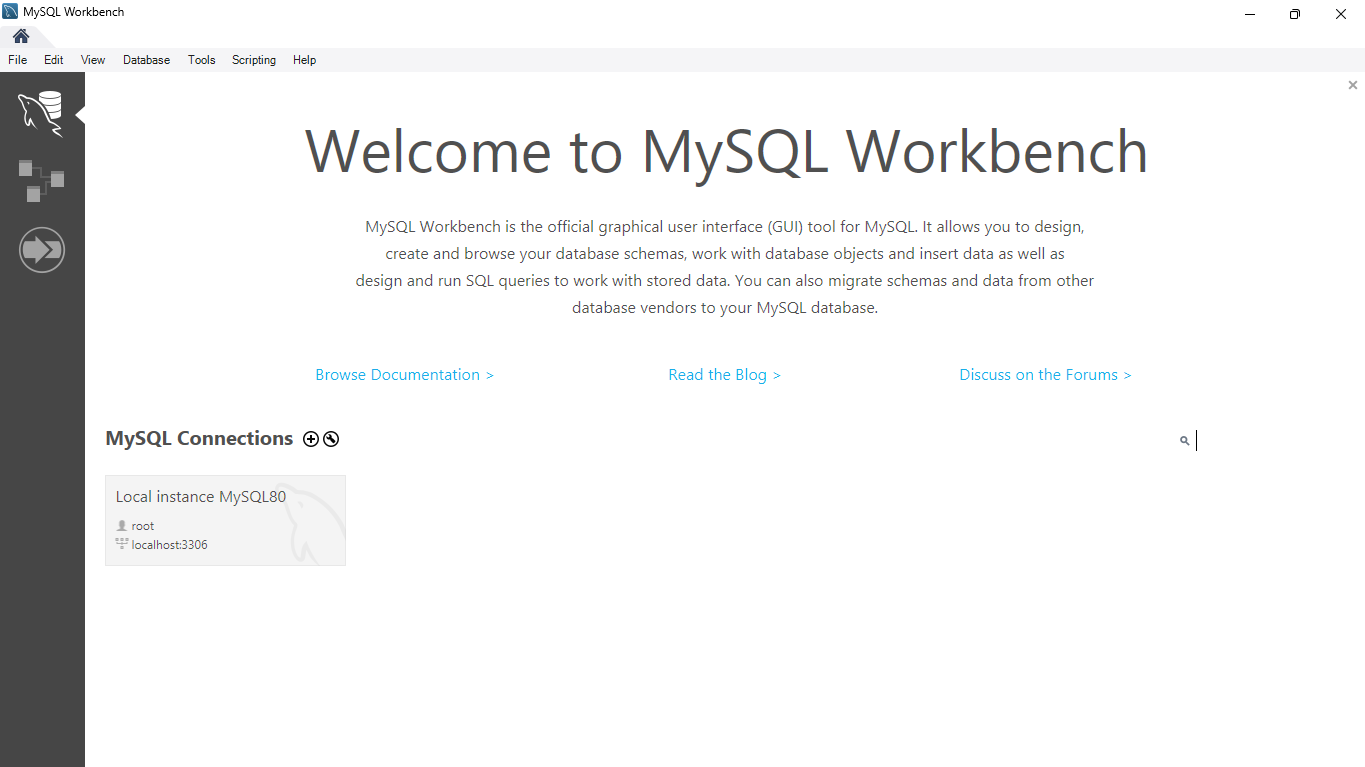 MySQL Workbench
File Edit View Database Tools Scripting Help
Welcome to MySQL Workbench
MySQL Workbench is the official graphical user interface (GUI) tool for MySQL. It allows you to design,
create and browse your database schemas, work with database objects and insert data as well as
design and run SQL queries to work with stored data. You can also migrate schemas and data from other
database vendors to your MySQL database.
Browse Documentation > Read the Blog > Discuss on the Forums >
MySQL Connections
Local instance MySQL80
root
localhost:3306